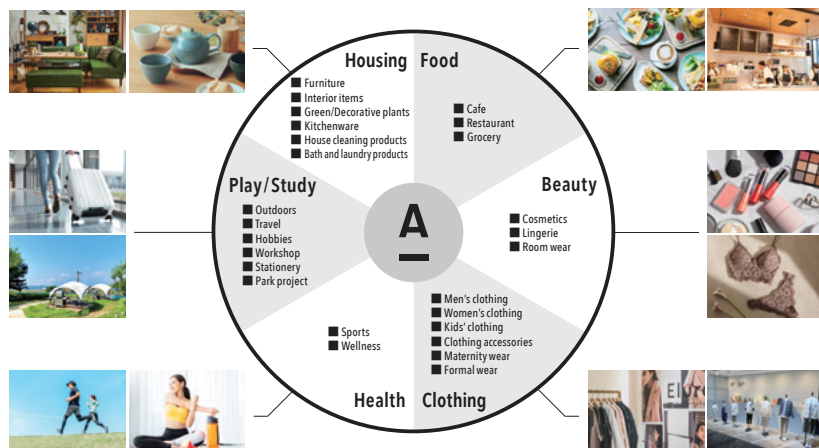 Housing
Furniture
Interior items
Green/Decorative plants
Kitchenware
House cleaning products
Bath and laundry products
Food
Cafe
Restaurant
Grocery
Play/Study
Outdoors
Travel
Hobbies
Workshop
Stationery
Park project
A
Beauty
Cosmetics
Lingerie
Room wear
Sports
Wellness
Health
Men's clothing
Women's clothing
Kids' clothing
Clothing accessories
Maternity wear
Formal wear
Clothing